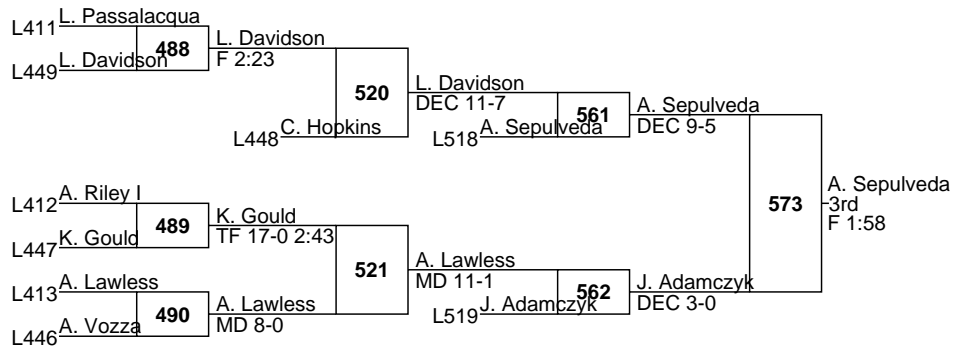 L. Passalacqua
L411
488
L. Davidson
F 2:23
L. Davidson
L449
520
L. Davidson
DEC 11-7
C. Hopkins
L448
561
A. Sepulveda
DEC 9-5
A. Sepulveda
L518
A. Riley I
L412
489
K. Gould
TF 17-0 2:43
K. Gould
L447
521
A. Lawless
MD 11-1
A. Lawless
L413
490
A. Lawless
MD 8-0
A. Vozza
L446
562
J. Adamczyk
DEC 3-0
J. Adamczyk
L519
573
A. Sepulveda
3rd
F 1:58